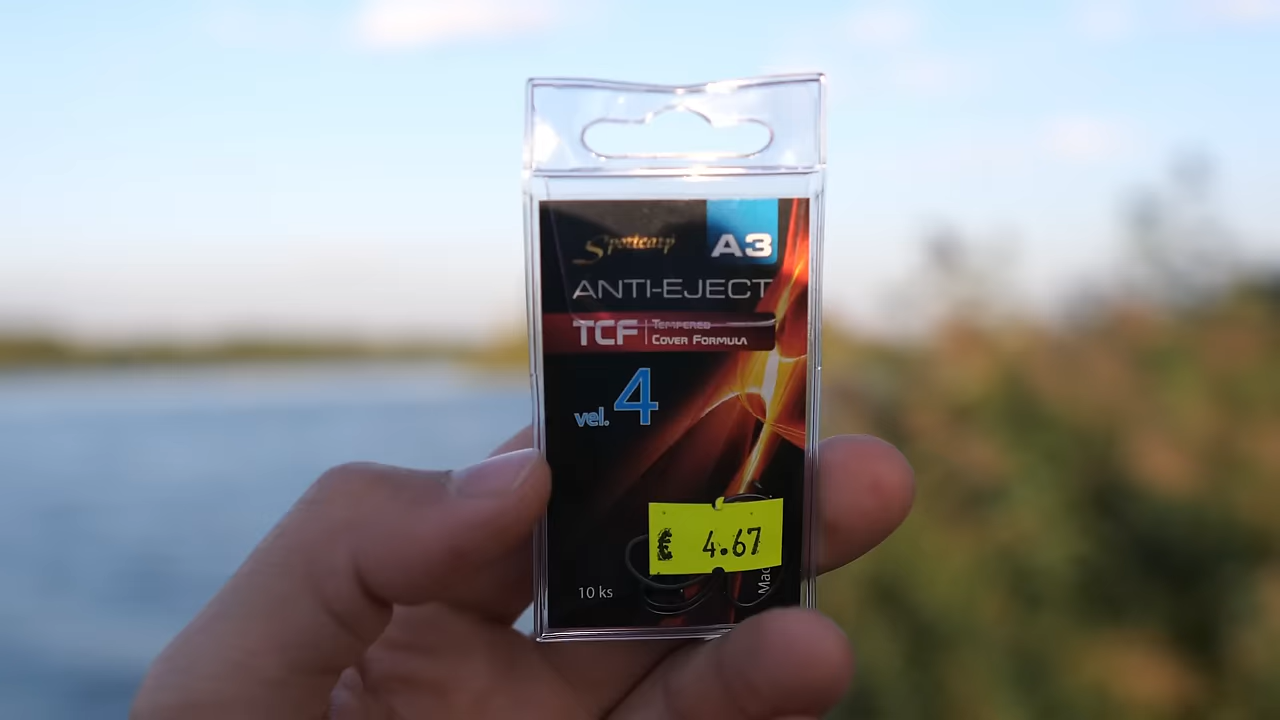 Sportcarp
A3
ANTI-EJECT
TCF
TEMPERED
COVER FORMULA
vel. 4
€ 4.67
10 ks